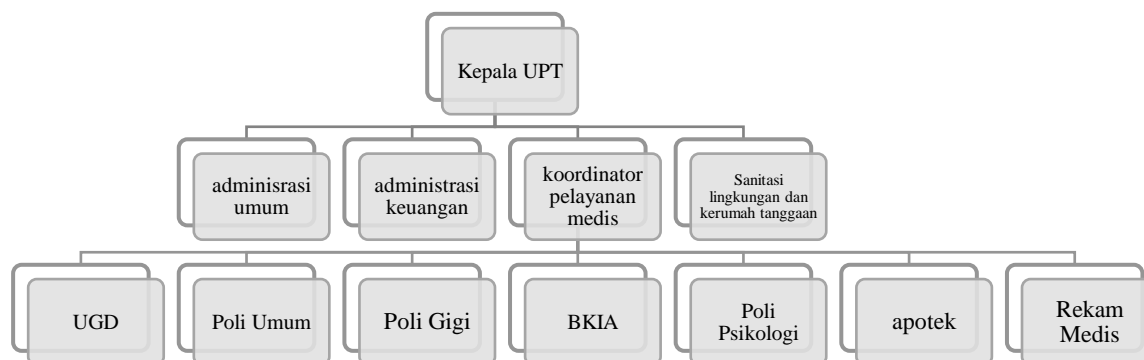 Kepala UPT
adminisrasi
umum
administrasi
keuangan
koordinator
pelayanan
medis
Sanitasi
lingkungan dan
kerumah tanggaan
UGD
Poli Umum
Poli Gigi
BKIA
Poli
Psikologi
apotek
Rekam
Medis